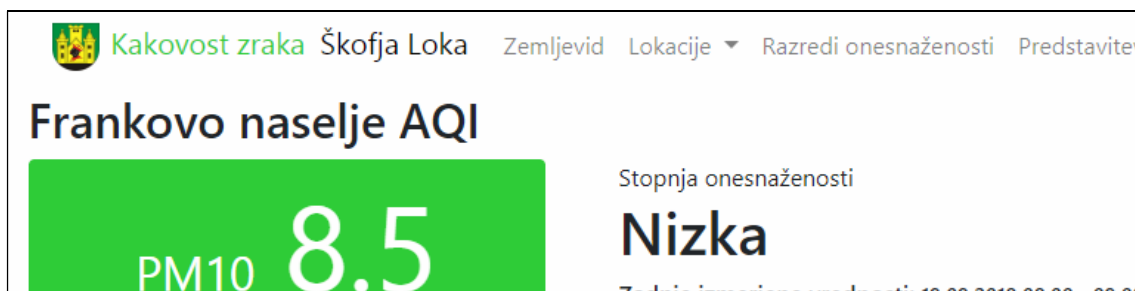 Kakovost zraka Škofja Loka Zemljevid Lokacije Razredi onesnaženosti
Frankovo naselje AQI
Stopnja onesnaženosti
Nizka
PM10 8.5